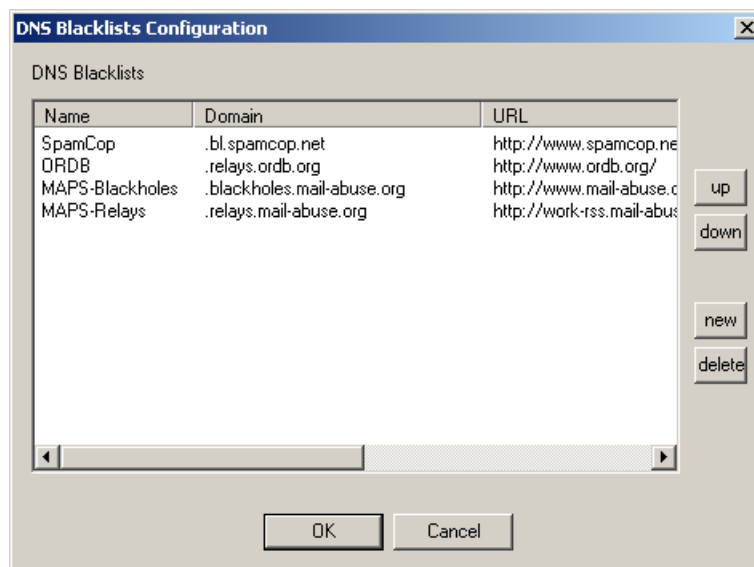 DNS Blacklists Configuration
DNS Blacklists
Name Domain URL
SpamCop .bl.spamcop.net http://www.spamcop.ne
ORDB .relays.ordb.org http://www.ordb.org/
MAPS-Blackholes .blackholes.mail-abuse.org http://www.mail-abuse.o
MAPS-Relays .relays.mail-abuse.org http://work-rss.mail-abus
up
down
new
delete
OK Cancel